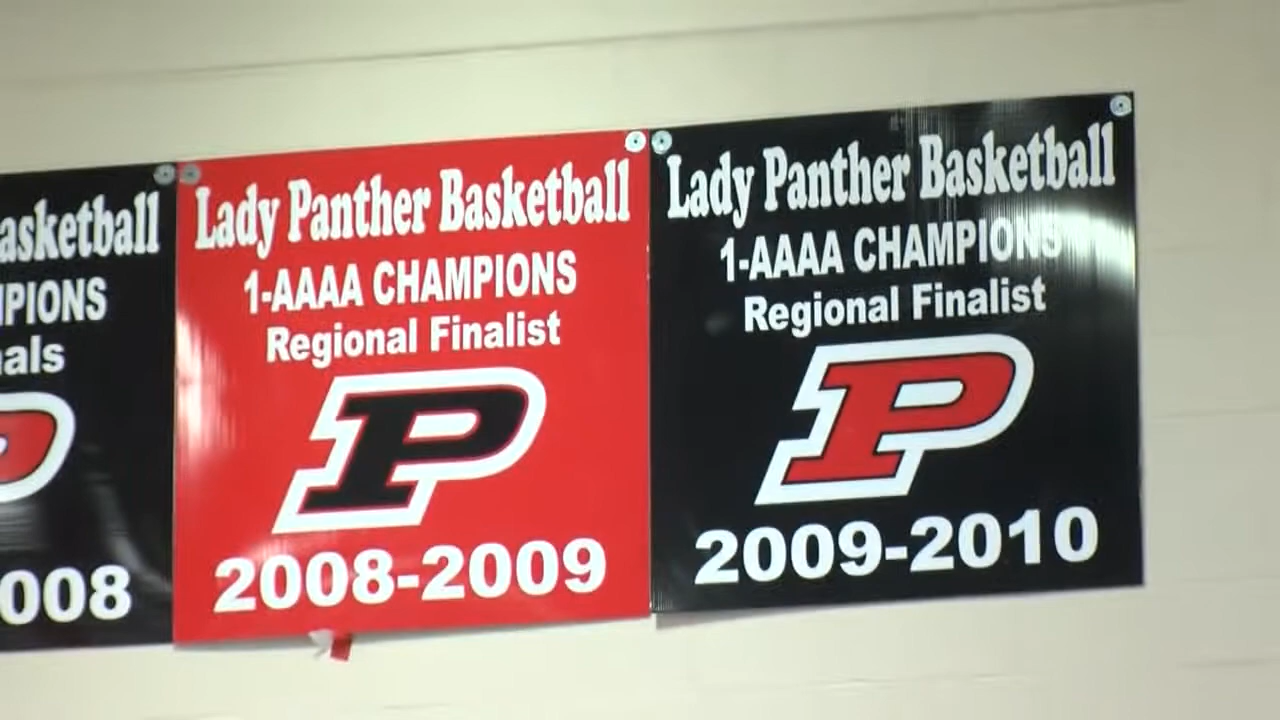 asketball
PIONS
als
008
Lady Panther Basketball
1-AAAA CHAMPIONS
Regional Finalist
P
2008-2009
Lady Panther Basketball
1-AAAA CHAMPIONS
Regional Finalist
P
2009-2010